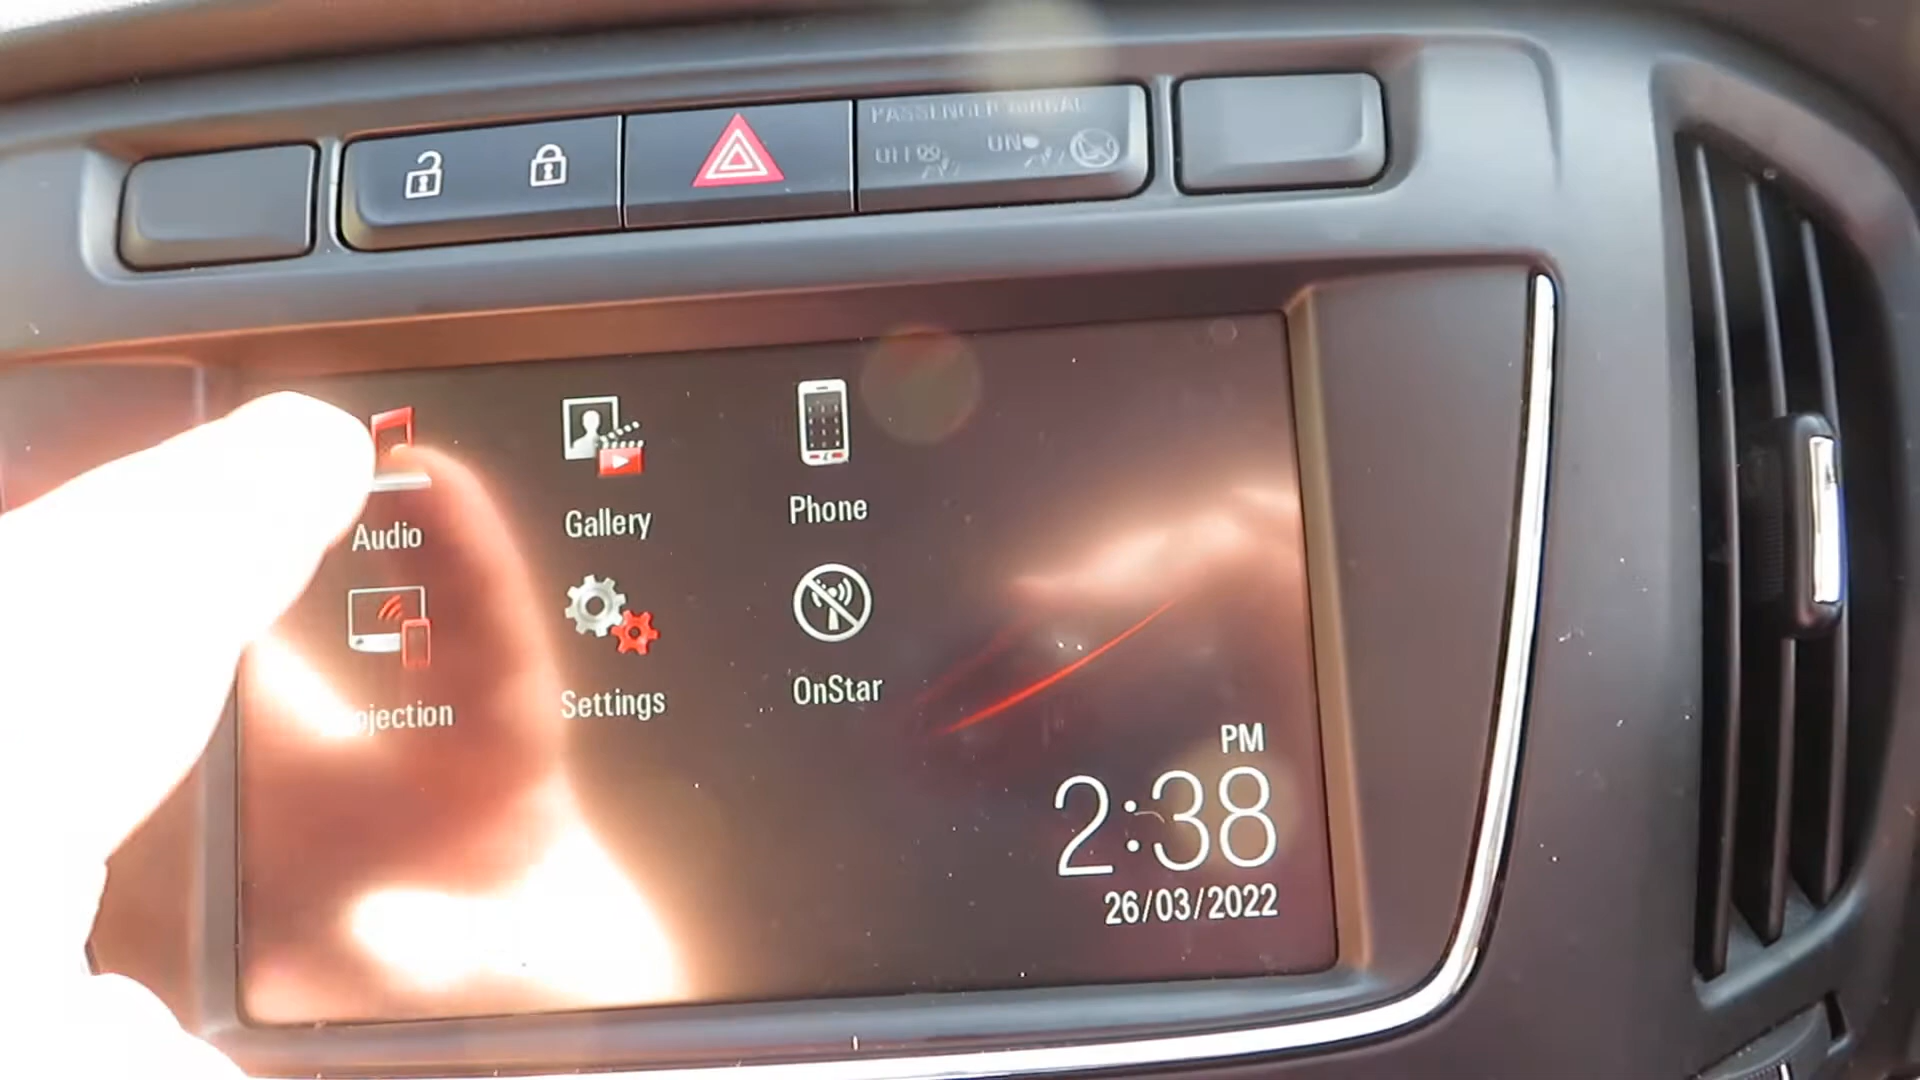 PASSENGER AIRBAG
OFF
ON
Audio
Gallery
Phone
ojection
Settings
OnStar
PM
2:38
26/03/2022